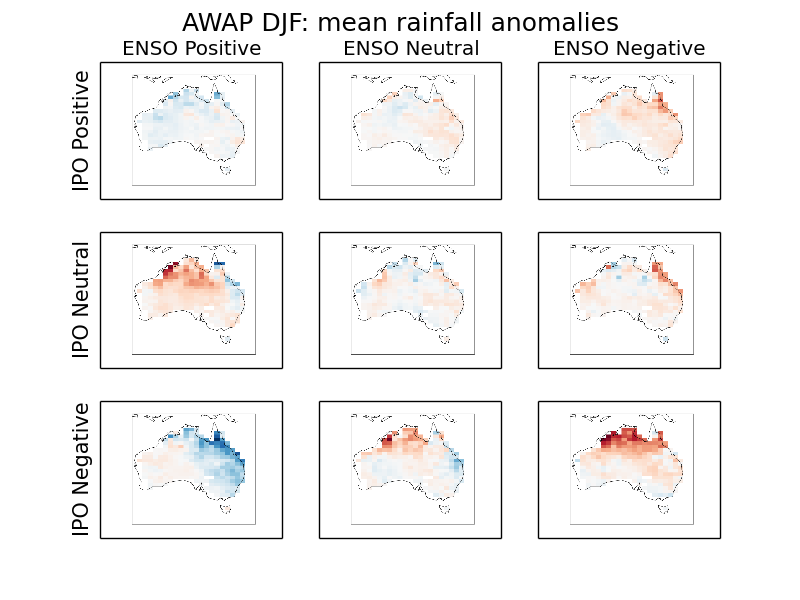 AWAP DJF: mean rainfall anomalies
ENSO Positive
ENSO Neutral
ENSO Negative
IPO Positive
IPO Neutral
IPO Negative